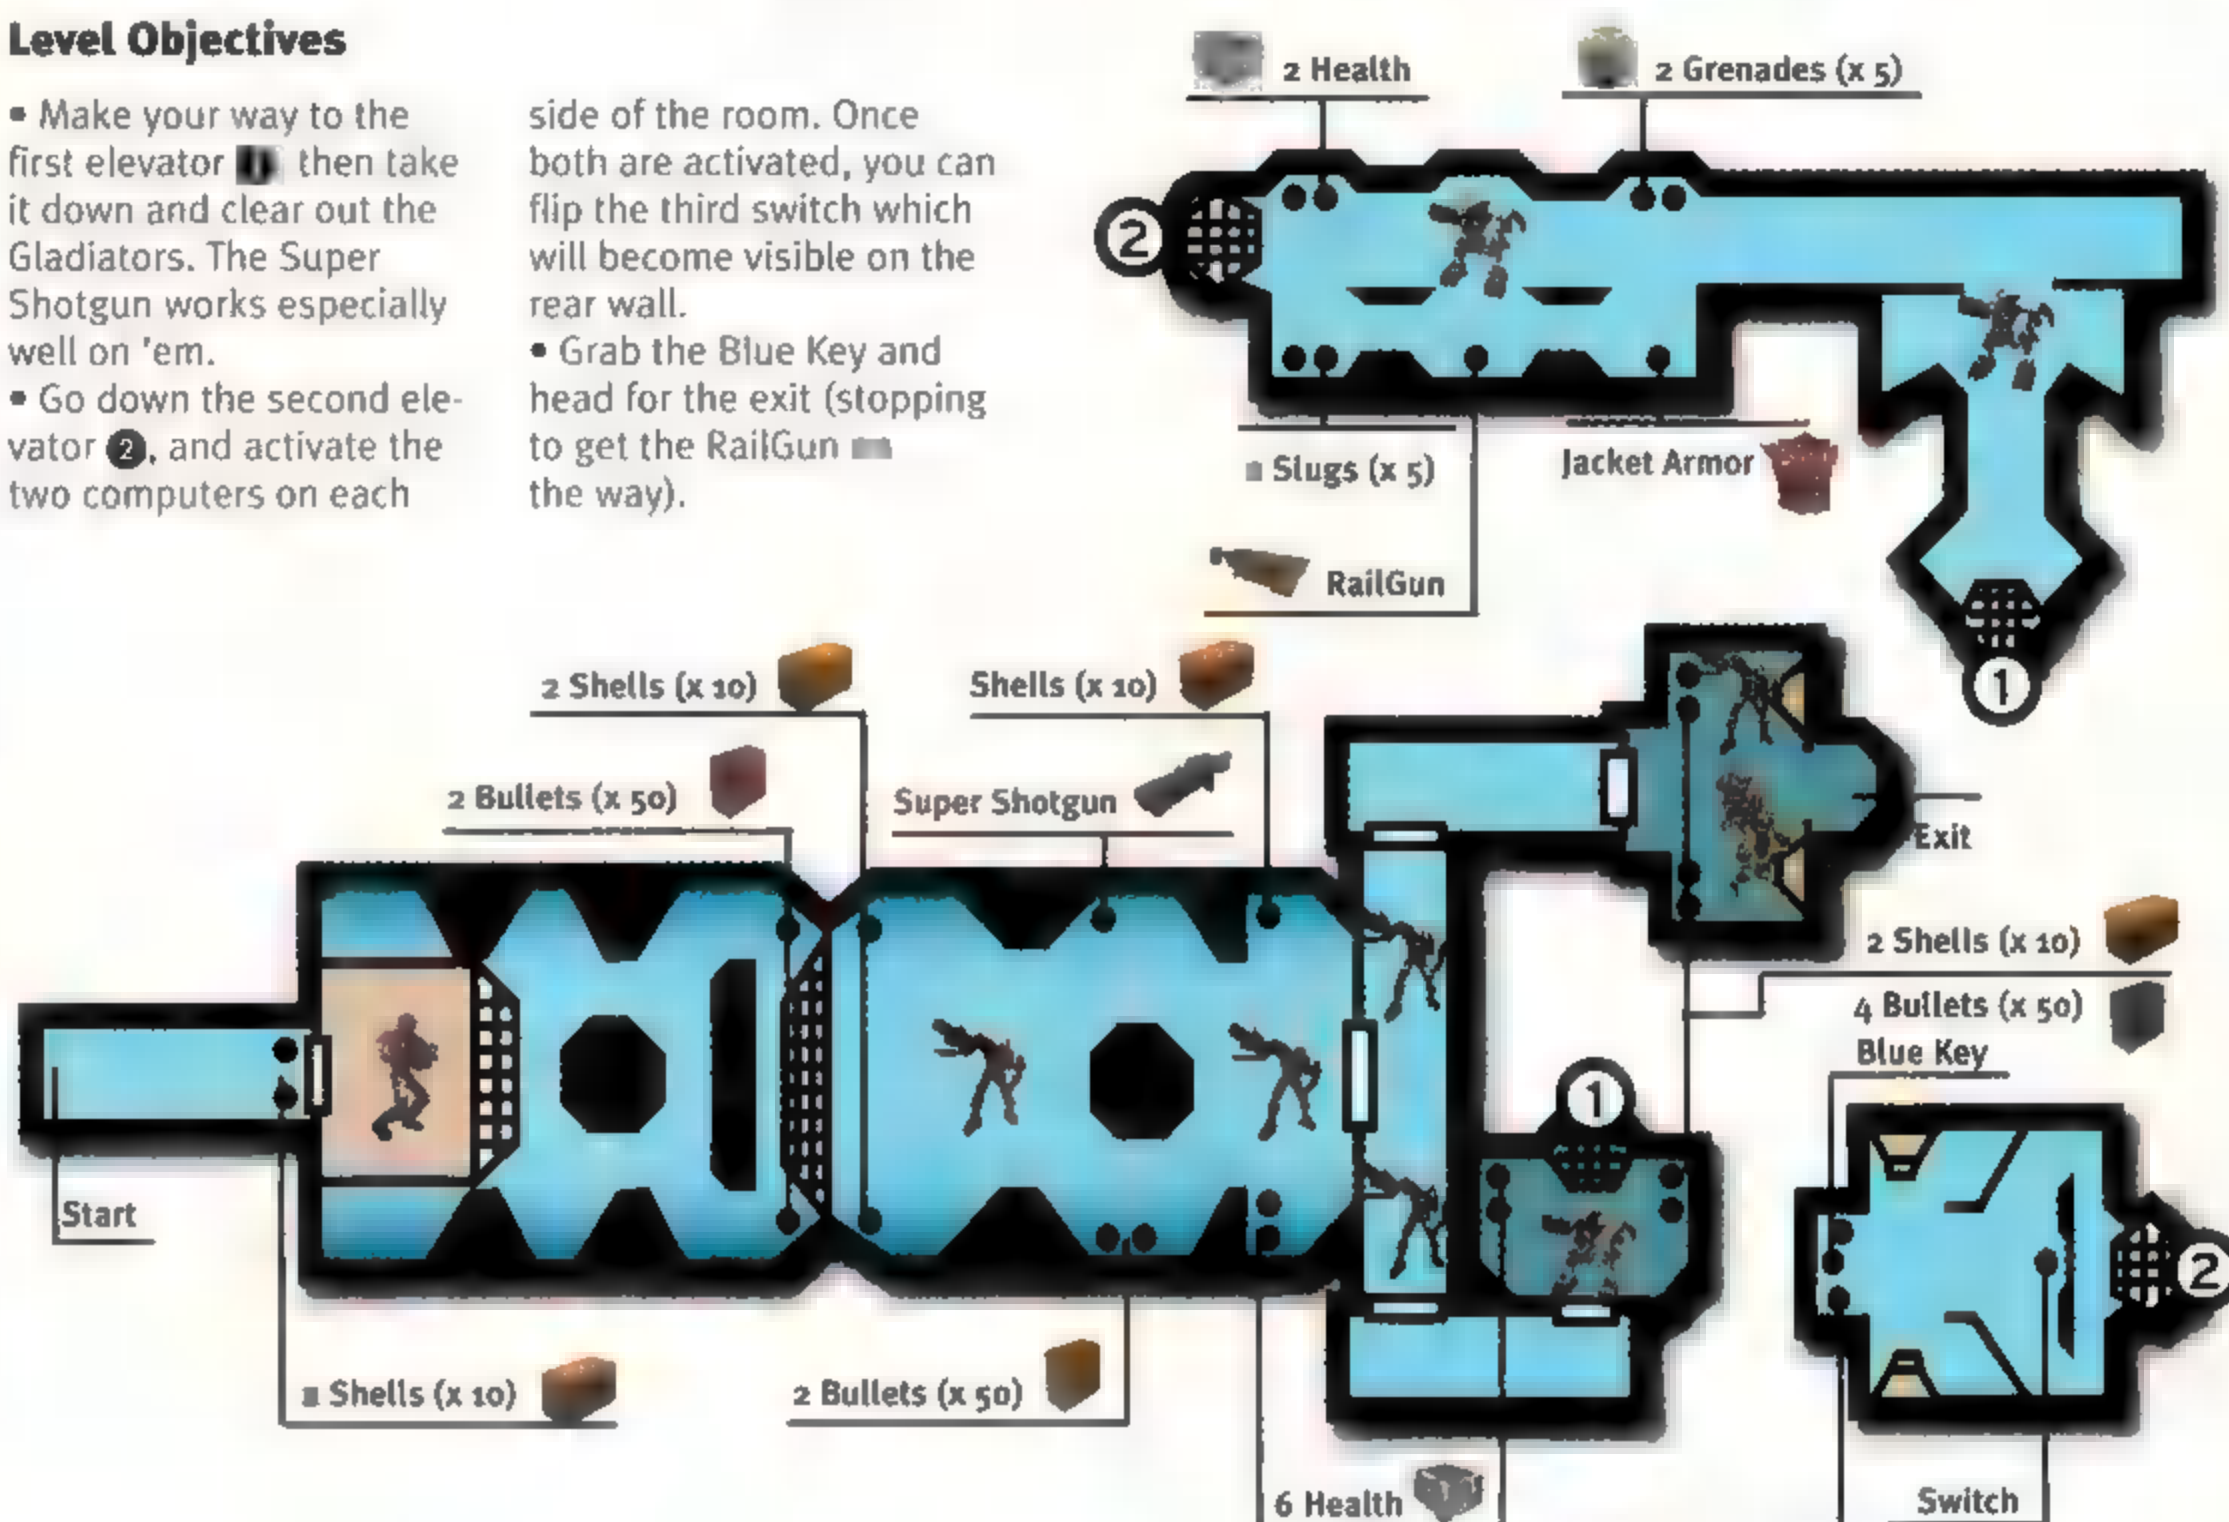 Level Objectives
• Make your way to the
first elevator 1 then take
it down and clear out the
Gladiators. The Super
Shotgun works especially
well on 'em.
• Go down the second ele-
vator 2, and activate the
two computers on each
side of the room. Once
both are activated, you can
flip the third switch which
will become visible on the
rear wall.
• Grab the Blue Key and
head for the exit (stopping
to get the RailGun
the way).
2 Health
2 Grenades (x 5)
2
Slugs (x 5)
Jacket Armor
RailGun
1
2 Shells (x 10)
Shells (x 10)
2 Bullets (x 50)
Super Shotgun
Exit
2 Shells (x 10)
4 Bullets (x 50)
Blue Key
1
Start
2
Shells (x 10)
2 Bullets (x 50)
6 Health
Switch